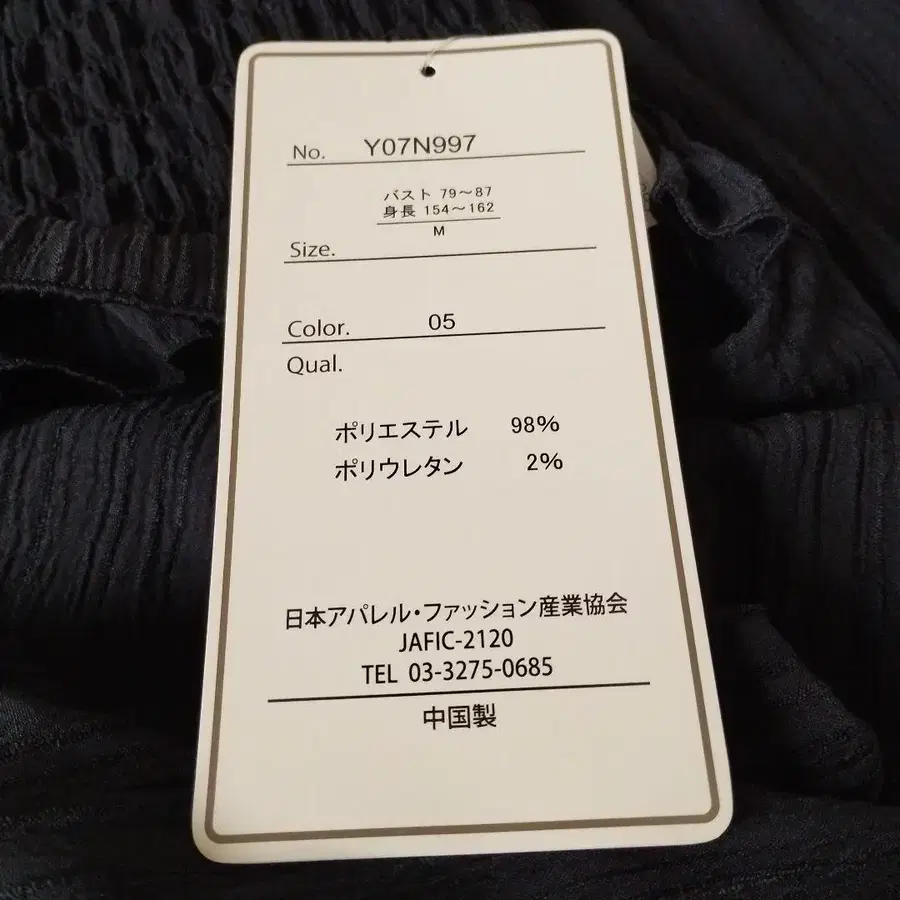 No. Y07N997
バスト 79〜87
身長 154〜162
M
Size.
Color. 05
Qual.
ポリエステル 98%
ポリウレタン 2%
日本アパレル・ファッション産業協会
JAFIC-2120
TEL 03-3275-0685
中国製